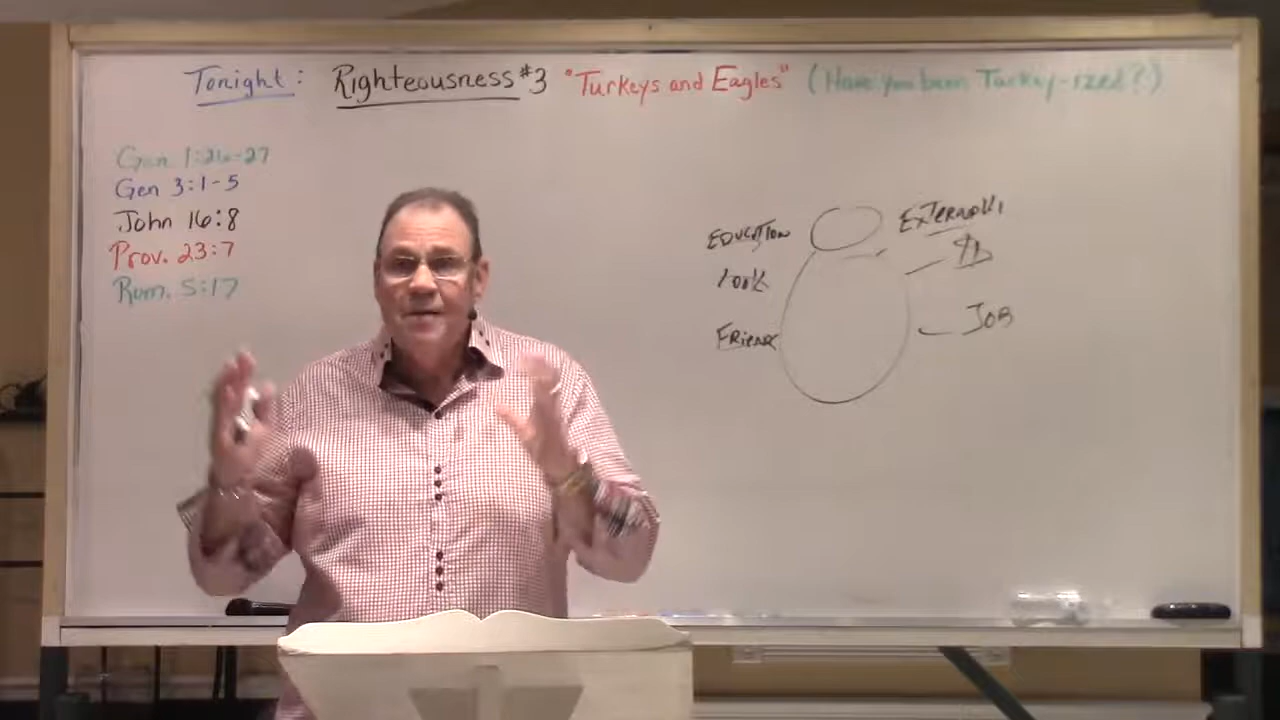 Tonight: Righteousness #3 "Turkeys and Eagles" (Have you been Turkey-ized?)
Gen 1:26-27
Gen 3:1-5
John 16:8
Prov. 23:7
Rom. 5:17
EDUCATION
LOOK
FRIEND
$
JOB